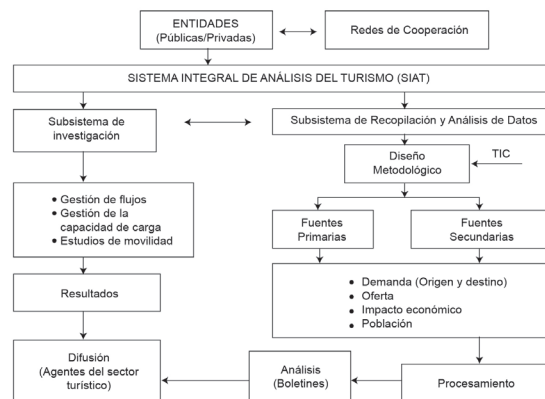 ENTIDADES
(Públicas/Privadas)
Redes de Cooperación
SISTEMA INTEGRAL DE ANÁLISIS DEL TURISMO (SIAT)
Subsistema de
investigación
Subsistema de Recopilación y Análisis de Datos
Diseño
Metodológico
TIC
• Gestión de flujos
• Gestión de la
capacidad de carga
• Estudios de movilidad
Fuentes
Primarias
Fuentes
Secundarias
• Demanda (Origen y destino)
• Oferta
• Impacto económico
• Población
Resultados
Difusión
(Agentes del sector
turístico)
Análisis
(Boletines)
Procesamiento